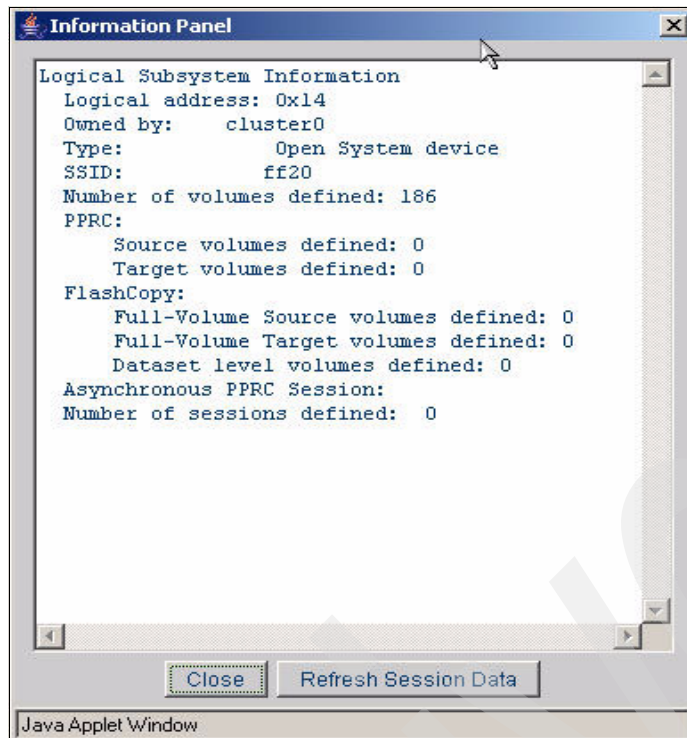 Information Panel
Logical Subsystem Information
Logical address: 0x14
Owned by: cluster0
Type: Open System device
SSID: ff20
Number of volumes defined: 186
PPRC:
Source volumes defined: 0
Target volumes defined: 0
FlashCopy:
Full-Volume Source volumes defined: 0
Full-Volume Target volumes defined: 0
Dataset level volumes defined: 0
Asynchronous PPRC Session:
Number of sessions defined: 0
Close Refresh Session Data
Java Applet Window